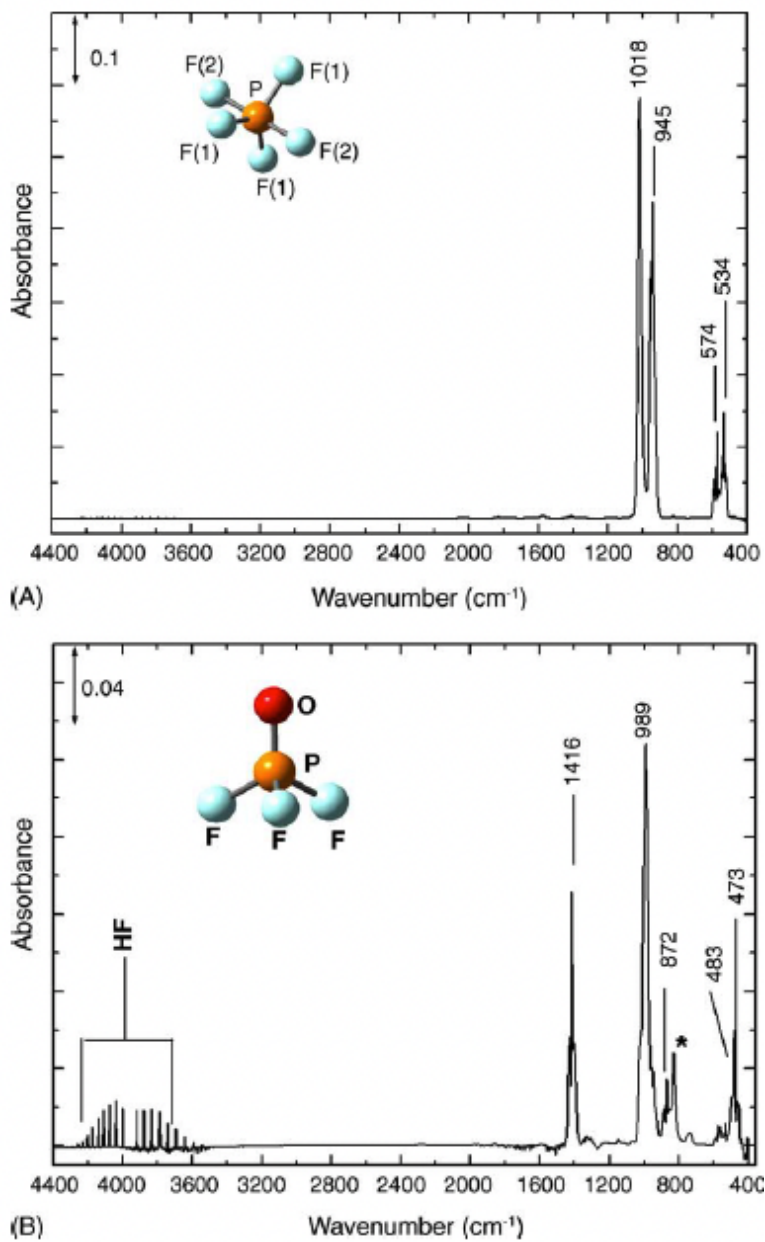 0.1
F(2)
P
F(1)
F(1)
F(2)
F(1)
1018
945
574
534
Absorbance
4400 4000 3600 3200 2800 2400 2000 1600 1200 800 400
(A)
Wavenumber (cm⁻¹)
0.04
O
P
F
F
F
HF
1416
989
872
*
483
473
Absorbance
4400 4000 3600 3200 2800 2400 2000 1600 1200 800 400
(B)
Wavenumber (cm⁻¹)